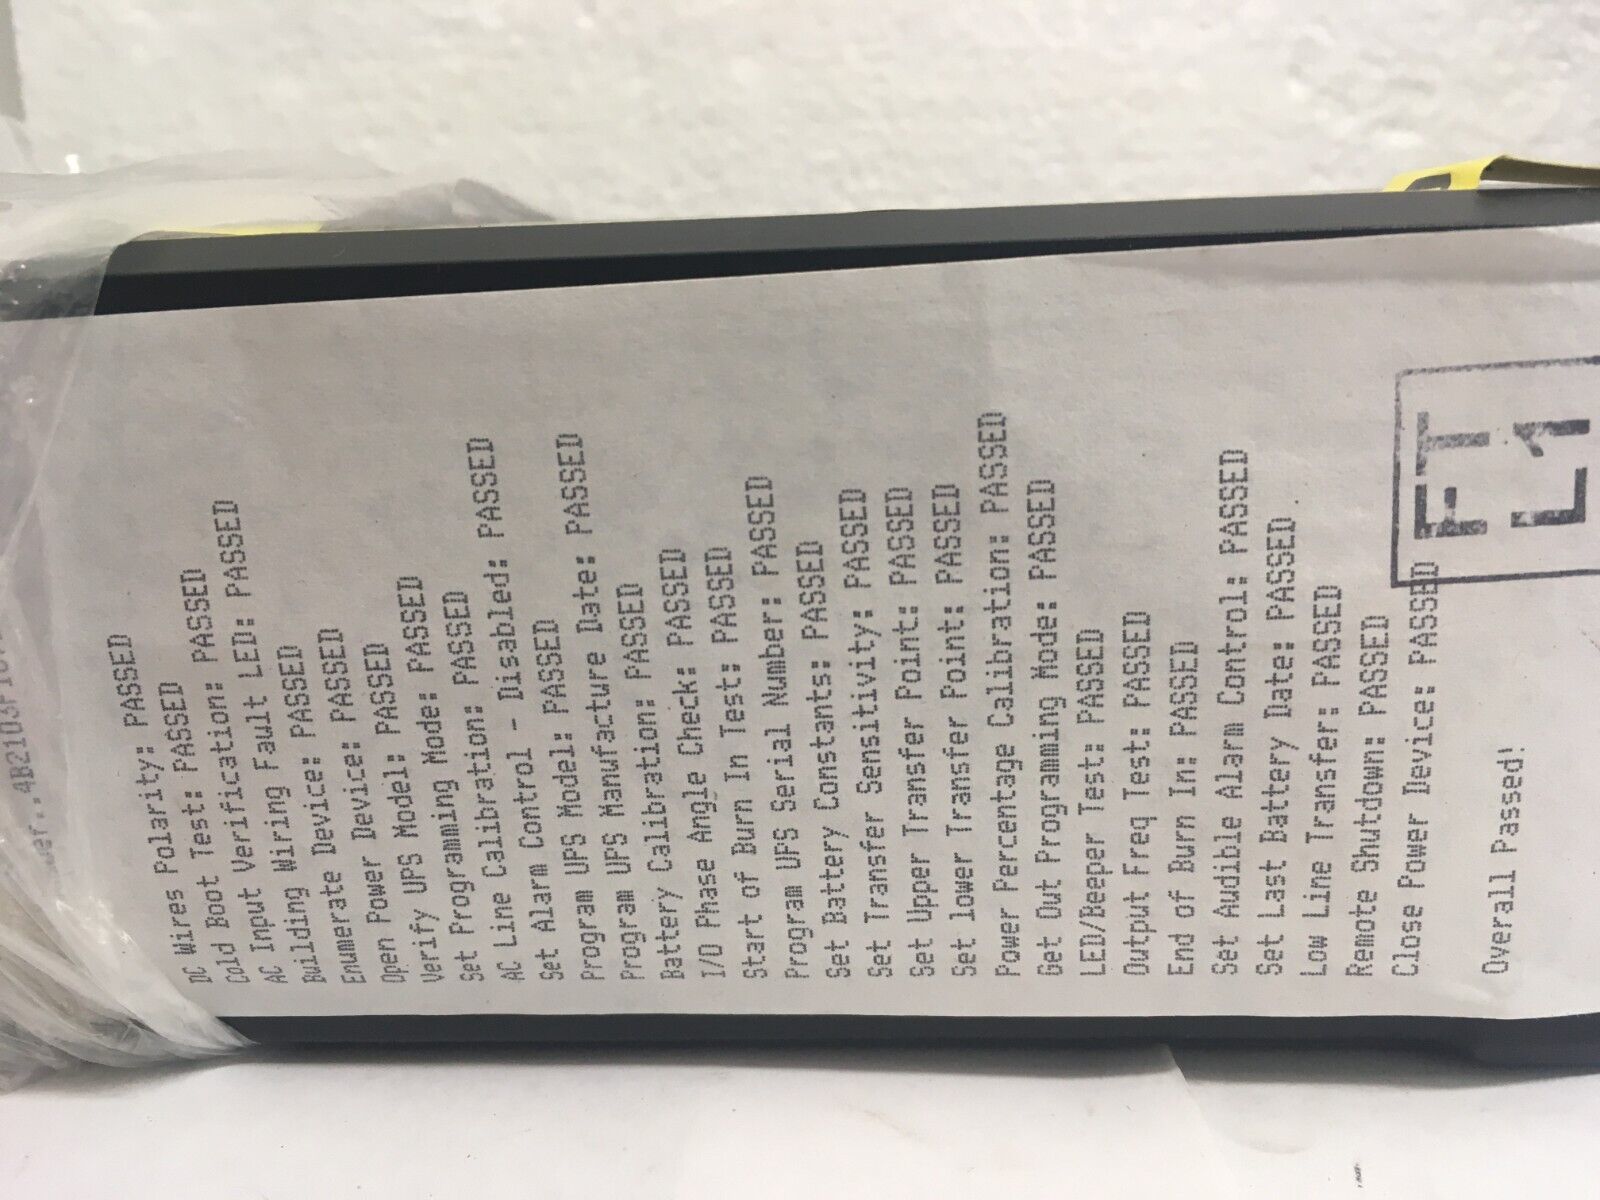 DC Wires Polarity: PASSED
Cold Boot Test: PASSED
AC Input Verification: PASSED
Building Wiring Fault LED: PASSED
Enumerate Device: PASSED
Open Power Device: PASSED
Verify UPS Model: PASSED
Set Programming Mode: PASSED
AC Line Calibration: PASSED
Set Alarm Control - Disabled: PASSED
Program UPS Model: PASSED
Program UPS Manufacture Date: PASSED
Battery Calibration: PASSED
I/O Phase Angle Check: PASSED
Start of Burn In Test: PASSED
Program UPS Serial Number: PASSED
Set Battery Constants: PASSED
Set Transfer Sensitivity: PASSED
Set Upper Transfer Point: PASSED
Set lower Transfer Point: PASSED
Power Percentage Calibration: PASSED
Get Out Programing Mode: PASSED
LED/Beeper Test: PASSED
Output Freq Test: PASSED
End of Burn In: PASSED
Set Audible Alarm Control: PASSED
Set Last Battery Date: PASSED
Low Line Transfer: PASSED
Remote Shutdown: PASSED
Close Power Device: PASSED
Overall Passed!
FT
L1